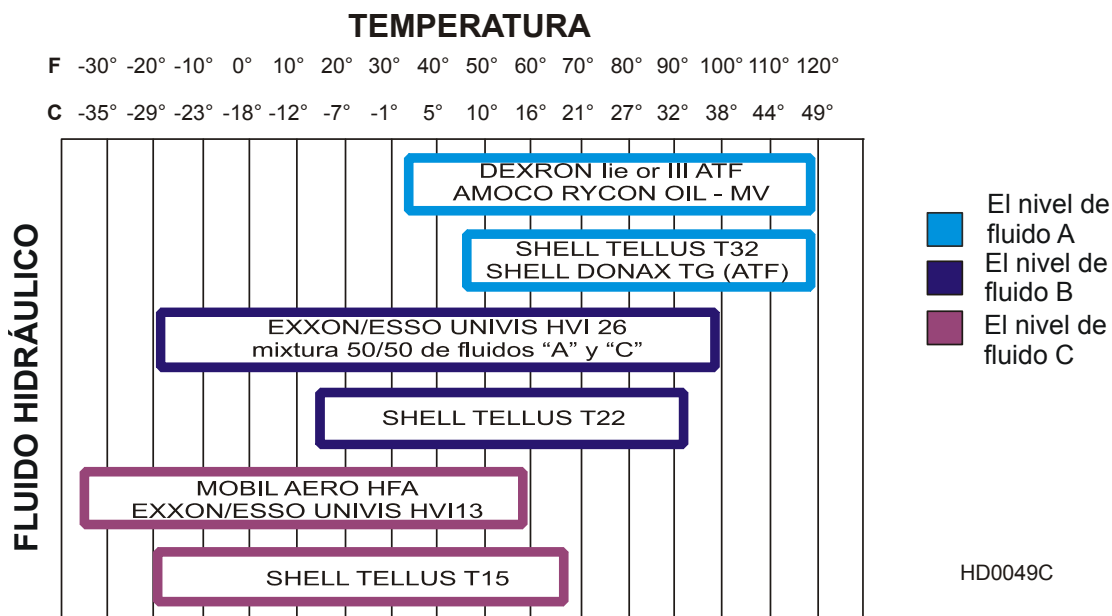 TEMPERATURA
F -30° -20° -10° 0° 10° 20° 30° 40° 50° 60° 70° 80° 90° 100° 110° 120°
C -35° -29° -23° -18° -12° -7° -1° 5° 10° 16° 21° 27° 32° 38° 44° 49°
FLUIDO HIDRÁULICO
DEXRON IIe or III ATF
AMOCO RYCON OIL - MV
SHELL TELLUS T32
SHELL DONAX TG (ATF)
EXXON/ESSO UNIVIS HVI 26
mixtura 50/50 de fluidos “A” y “C”
SHELL TELLUS T22
MOBIL AERO HFA
EXXON/ESSO UNIVIS HVI13
SHELL TELLUS T15
El nivel de
fluido A
El nivel de
fluido B
El nivel de
fluido C
HD0049C